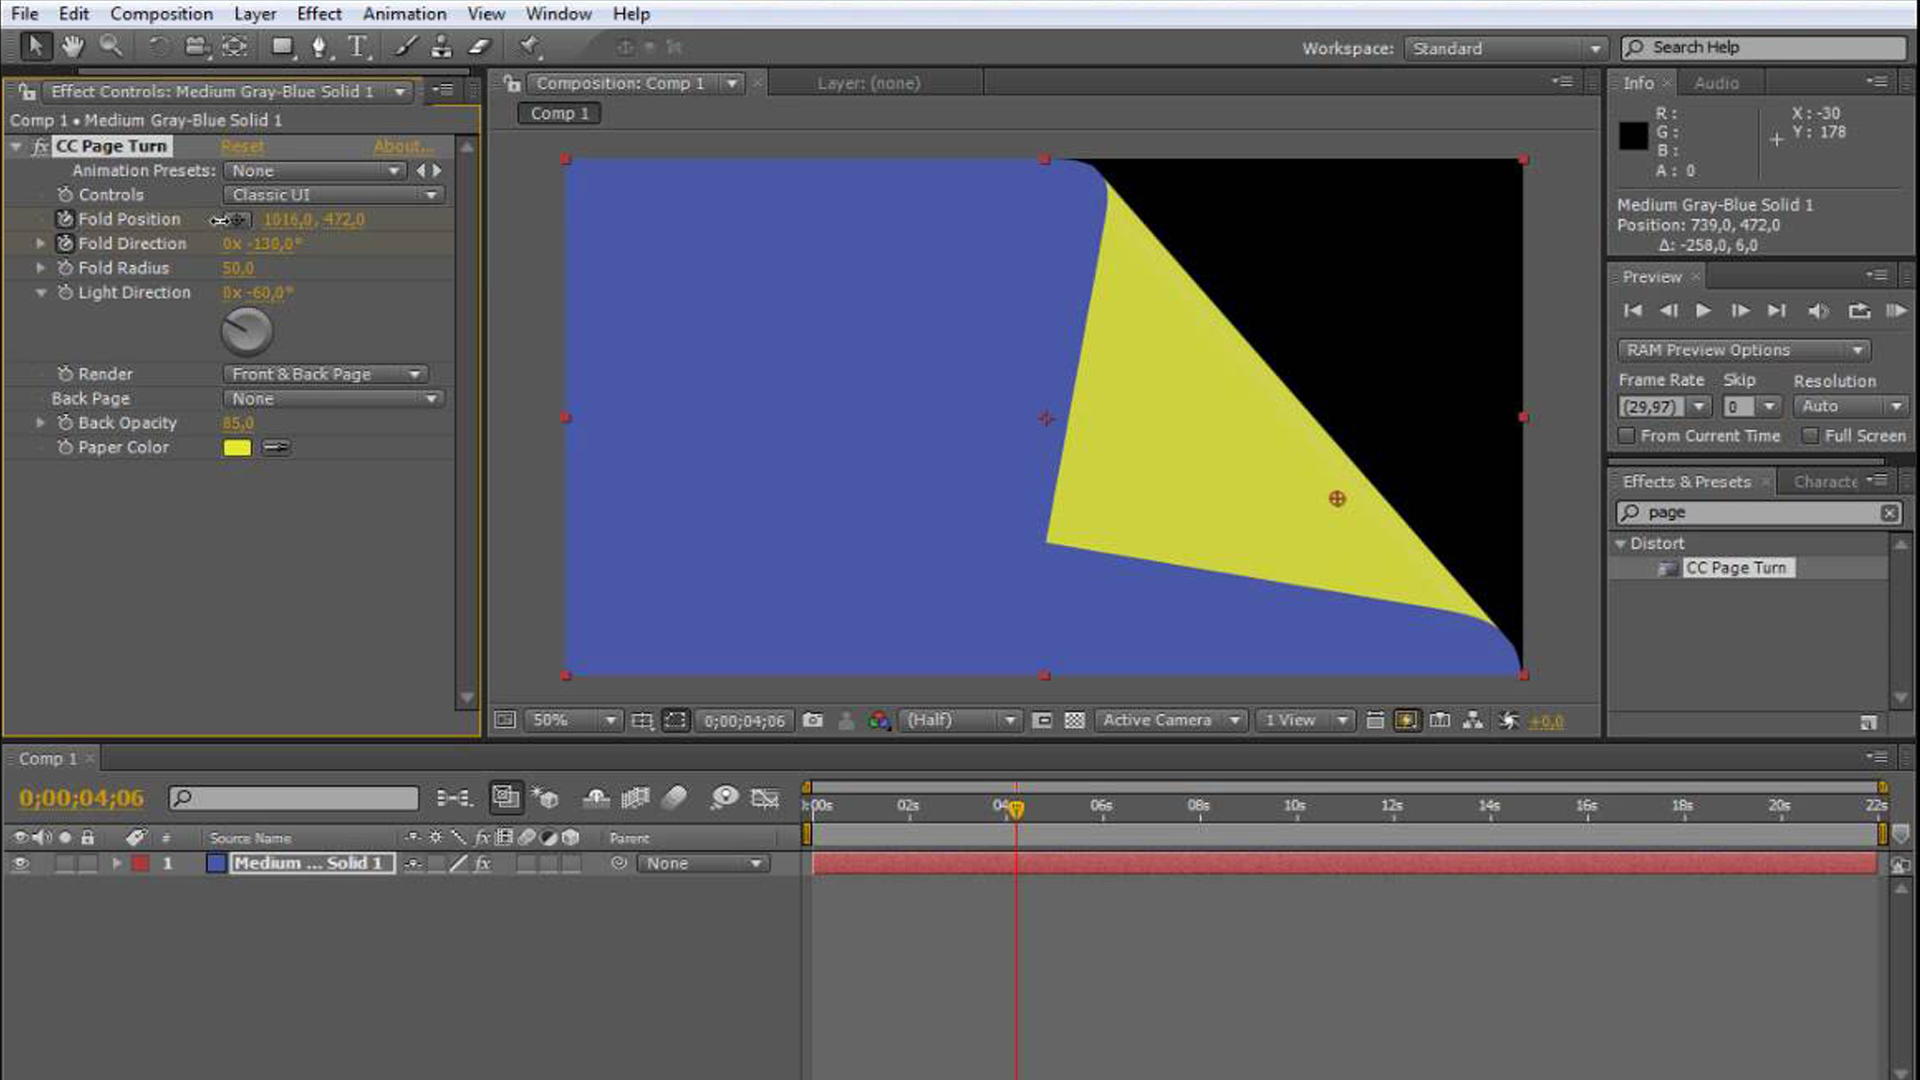 File Edit Composition Layer Effect Animation View Window Help
Workspace: Standard Search Help
Effect Controls: Medium Gray-Blue Solid 1
Comp 1 • Medium Gray-Blue Solid 1
fx CC Page Turn Reset About...
Animation Presets: None
Controls Classic UI
Fold Position 1016,0, 472,0
Fold Direction 0x -130,0°
Fold Radius 50,0
Light Direction 0x -60,0°
Render Front & Back Page
Back Page None
Back Opacity 85,0
Paper Color
Composition: Comp 1 Layer: (none)
Comp 1
50% 0;00;04;06 (Half) Active Camera 1 View +0,0
Info Audio
R: X: -30
G: Y: 178
B:
A: 0
Medium Gray-Blue Solid 1
Position: 739,0, 472,0
Δ: -258,0, 6,0
Preview
RAM Preview Options
Frame Rate Skip Resolution
(29,97) 0 Auto
From Current Time Full Screen
Effects & Presets Characte
page
Distort
CC Page Turn
Comp 1
0;00;04;06
:00s 02s 04 06s 08s 10s 12s 14s 16s 18s 20s 22s
# Source Name fx Parent
1 Medium ... Solid 1 fx None